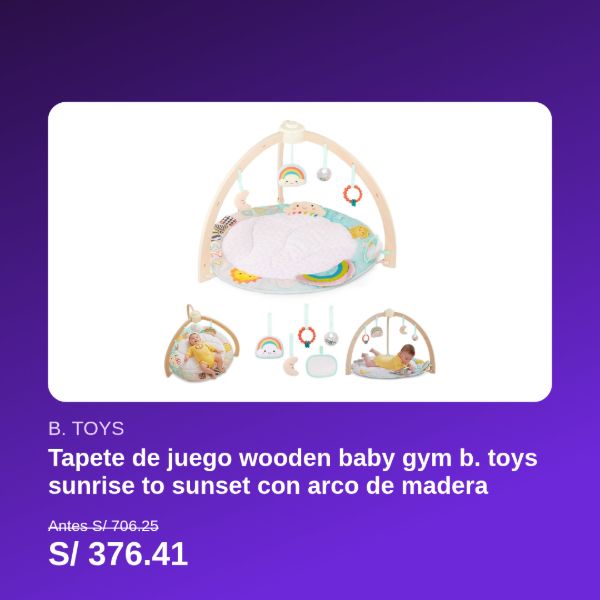 B. TOYS
Tapete de juego wooden baby gym b. toys
sunrise to sunset con arco de madera
Antes S/ 706.25
S/ 376.41